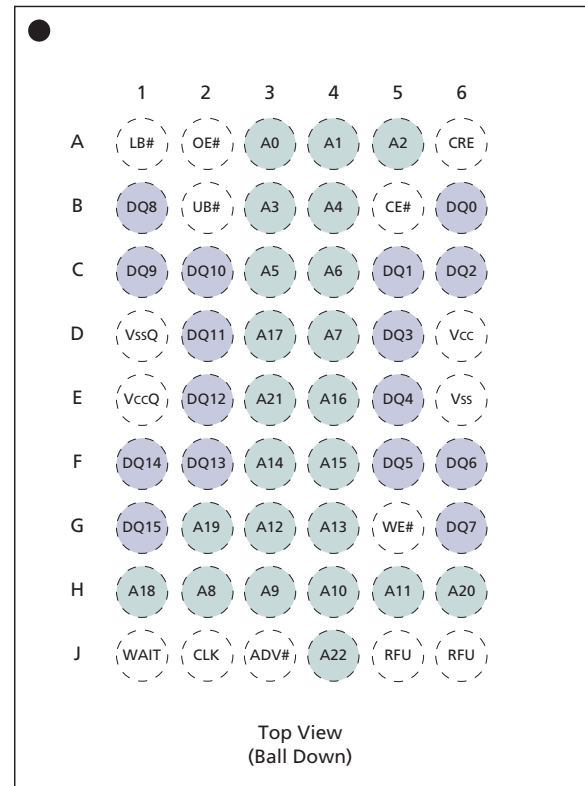 1 2 3 4 5 6
A LB# OE# A0 A1 A2 CRE
B DQ8 UB# A3 A4 CE# DQ0
C DQ9 DQ10 A5 A6 DQ1 DQ2
D VssQ DQ11 A17 A7 DQ3 Vcc
E VccQ DQ12 A21 A16 DQ4 Vss
F DQ14 DQ13 A14 A15 DQ5 DQ6
G DQ15 A19 A12 A13 WE# DQ7
H A18 A8 A9 A10 A11 A20
J WAIT CLK ADV# A22 RFU RFU
Top View
(Ball Down)